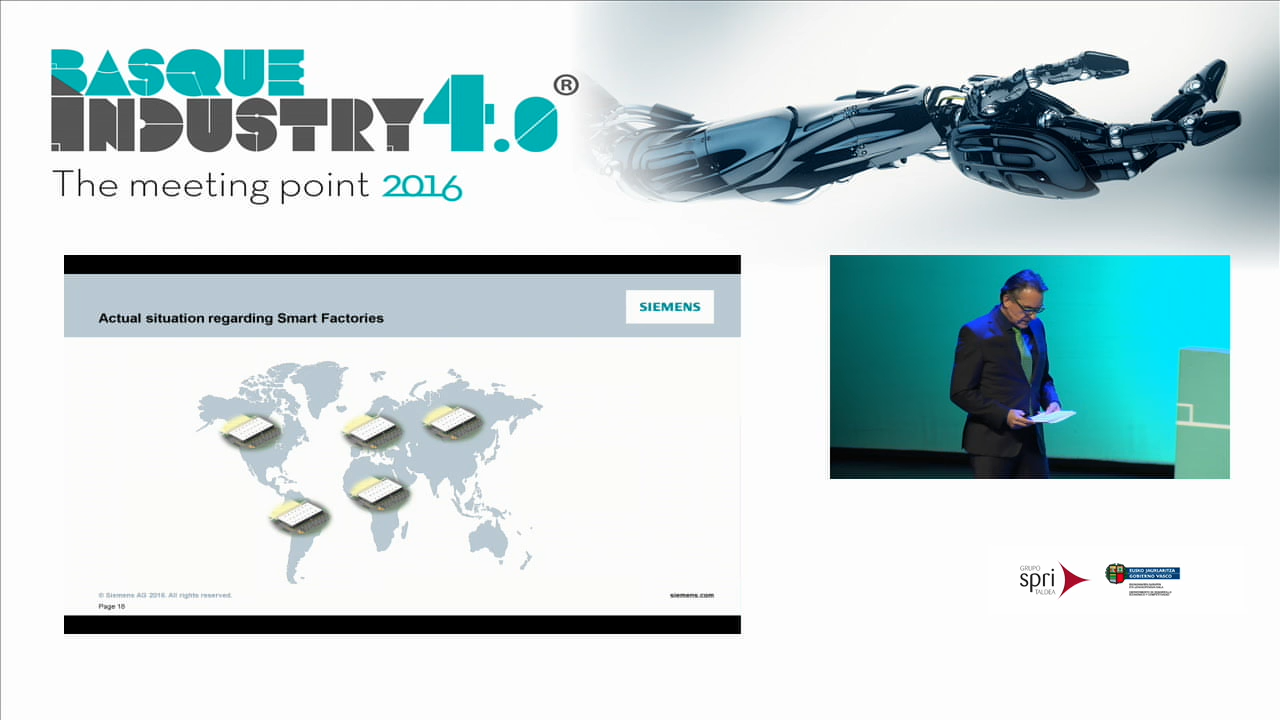 BASQUE
INDUSTRY 4.0®
The meeting point 2016
SIEMENS
Actual situation regarding Smart Factories
© Siemens AG 2016. All rights reserved.
siemens.com
Page 18
GRUPO
spri
TALDEA
EUSKO JAURLARITZA
GOBIERNO VASCO